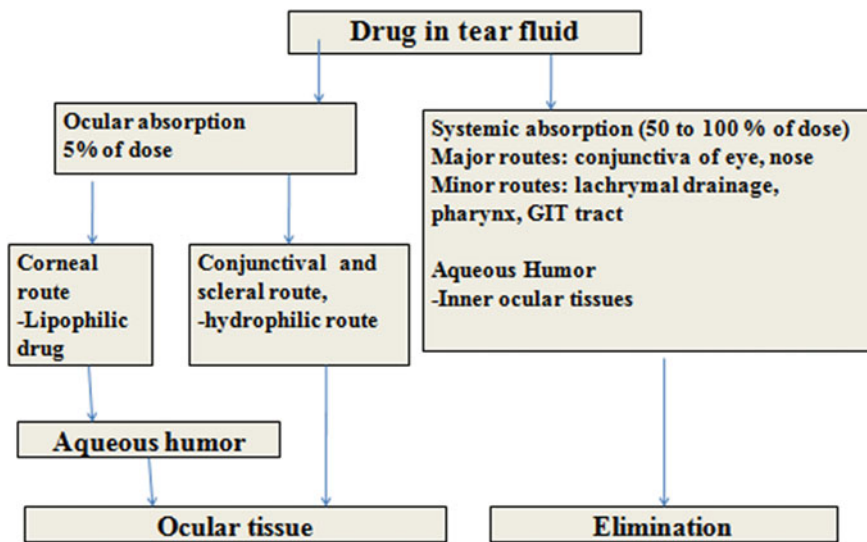 Drug in tear fluid
Ocular absorption
5% of dose
Systemic absorption (50 to 100 % of dose)
Major routes: conjunctiva of eye, nose
Minor routes: lachrymal drainage,
pharynx, GIT tract
Aqueous Humor
-Inner ocular tissues
Corneal
route
-Lipophilic
drug
Conjunctival and
scleral route,
-hydrophilic route
Aqueous humor
Ocular tissue
Elimination